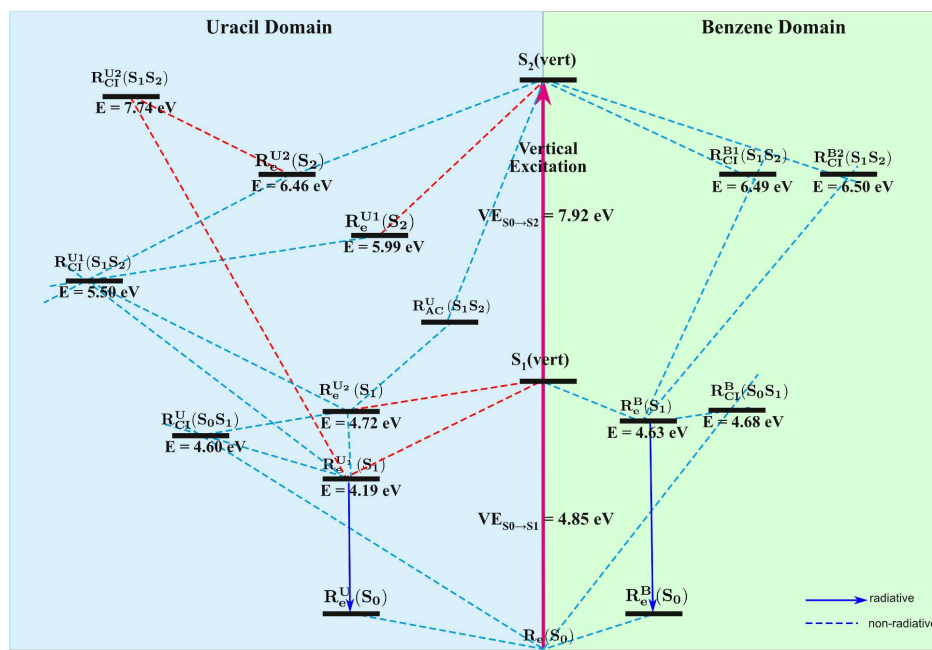 Uracil Domain
Benzene Domain
S₂(vert)
R_CI^U2(S₁S₂)
E = 7.74 eV
Vertical
Excitation
R_e^U2(S₂)
E = 6.46 eV
R_CI^B1(S₁S₂)
E = 6.49 eV
R_CI^B2(S₁S₂)
E = 6.50 eV
R_e^U1(S₂)
E = 5.99 eV
VE_S0→S2 = 7.92 eV
R_CI^U1(S₁S₂)
E = 5.50 eV
R_AC^U(S₁S₂)
S₁(vert)
R_e^U2(S₁)
E = 4.72 eV
R_CI^U(S₀S₁)
E = 4.60 eV
R_e^B(S₁)
E = 4.63 eV
R_CI^B(S₀S₁)
E = 4.68 eV
R_e^U1(S₁)
E = 4.19 eV
VE_S0→S1 = 4.85 eV
R_e^U(S₀)
R_e^B(S₀)
R_e(S₀)
radiative
non-radiative